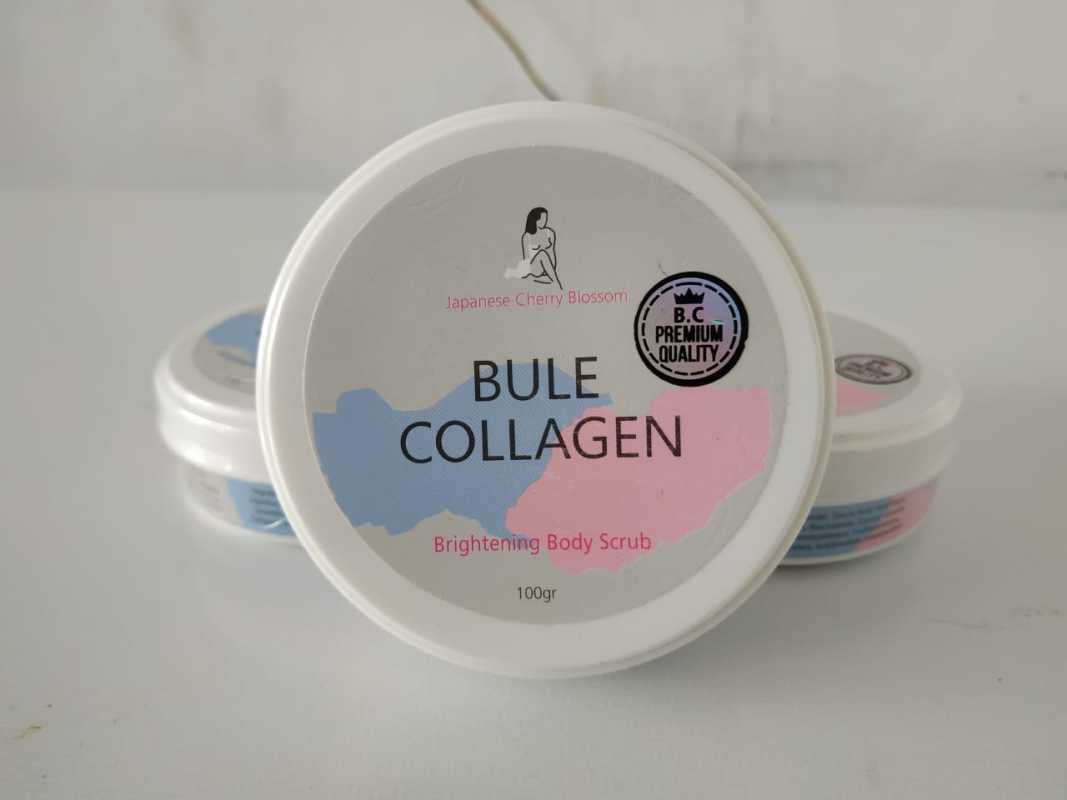 Japanese Cherry Blossom
B.C
PREMIUM
QUALITY
BULE
COLLAGEN
Brightening Body Scrub
100gr